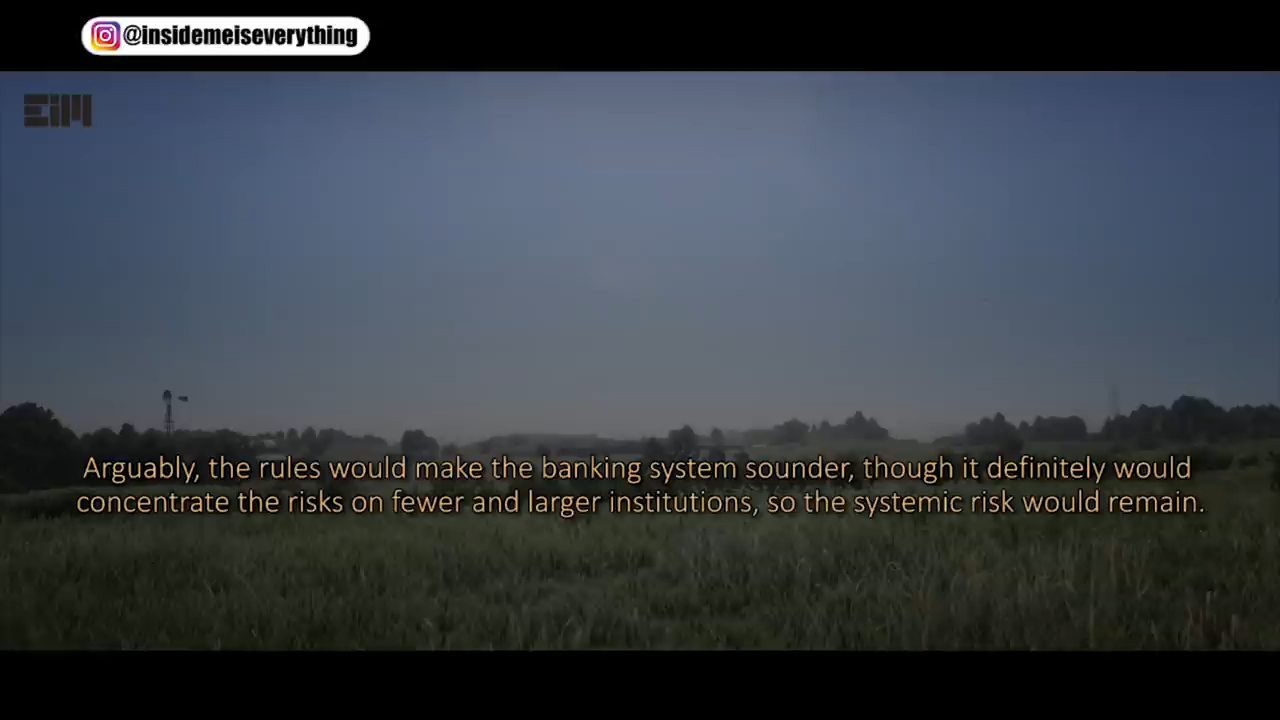 @insidemeiseverything
EiM
Arguably, the rules would make the banking system sounder, though it definitely would
concentrate the risks on fewer and larger institutions, so the systemic risk would remain.